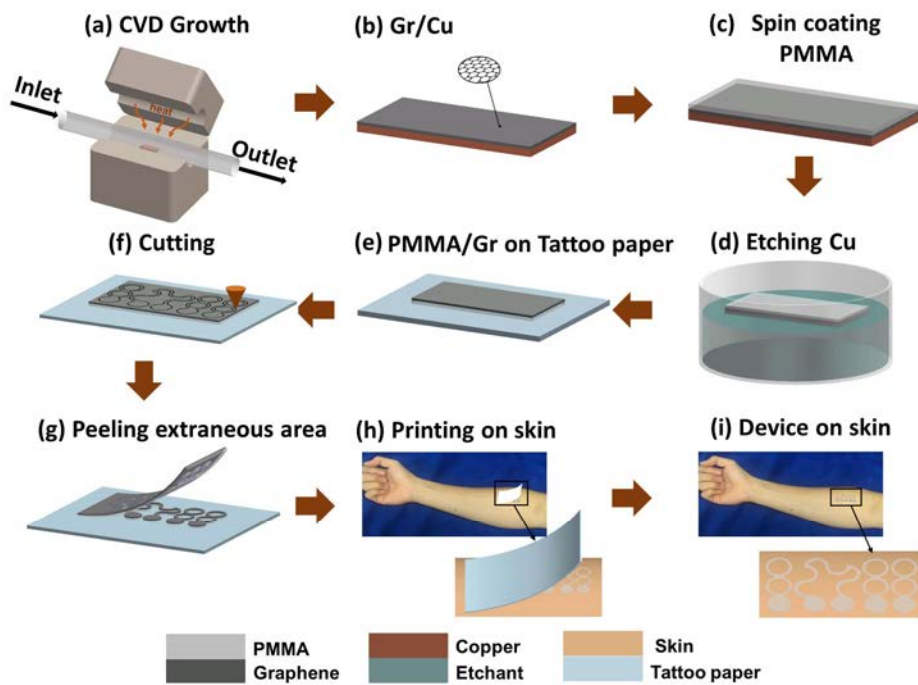 (a) CVD Growth
Inlet
heat
Outlet
(b) Gr/Cu
(c) Spin coating
PMMA
(d) Etching Cu
(e) PMMA/Gr on Tattoo paper
(f) Cutting
(g) Peeling extraneous area
(h) Printing on skin
(i) Device on skin
PMMA
Graphene
Copper
Etchant
Skin
Tattoo paper